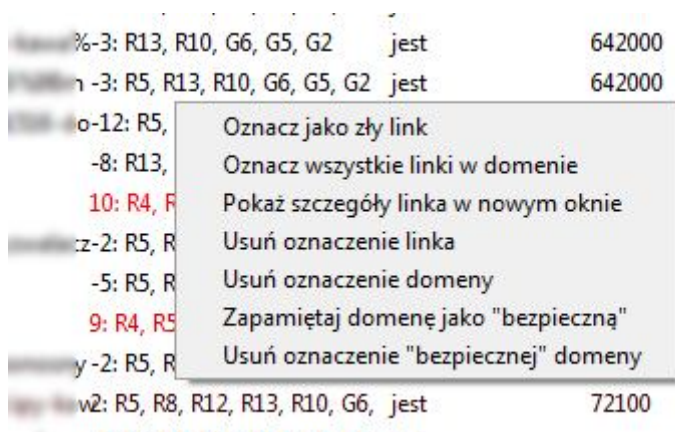 %-3: R13, R10, G6, G5, G2 jest 642000
-3: R5, R13, R10, G6, G5, G2 jest 642000
o-12: R5,
-8: R13,
10: R4, R
cz-2: R5, R
-5: R5, R
9: R4, R5
y -2: R5, R
w2: R5, R8, R12, R13, R10, G6, jest 72100
Oznacz jako zły link
Oznacz wszystkie linki w domenie
Pokaż szczegóły linka w nowym oknie
Usuń oznaczenie linka
Usuń oznaczenie domeny
Zapamiętaj domenę jako "bezpieczną"
Usuń oznaczenie "bezpiecznej" domeny